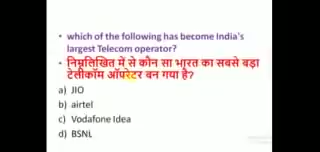 • which of the following has become India's
largest Telecom operator?
• निम्नलिखित में से कौन सा भारत का सबसे बड़ा
टेलीकॉम ऑपरेटर बन गया है?
a) JIO
b) airtel
c) Vodafone Idea
d) BSNL